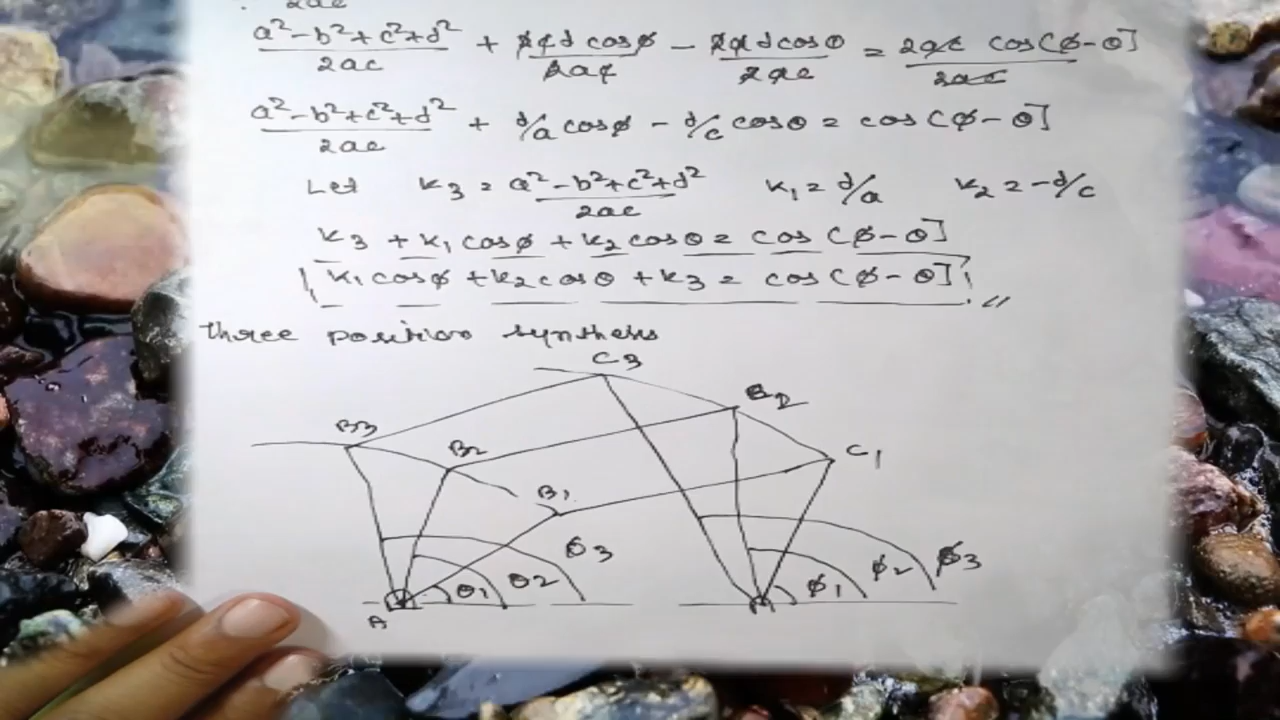 2ac
a²-b²+c²+d²/2ac + 2cd cosφ/2ac - 2ad cosθ/2ac = 2ac cos(φ-θ]/2ac
a²-b²+c²+d²/2ac + d/a cosφ - d/c cosθ = cos(φ-θ]
Let K3 = a²-b²+c²+d²/2ac K1 = d/a K2 = -d/c
K3 + K1 cosφ + K2 cosθ = cos(φ-θ]
K1 cosφ + K2 cosθ + K3 = cos(φ-θ]
three position synthesis
C3
B3 B2
C1
B1
θ3
θ1 θ2 φ1 φ2 φ3
A